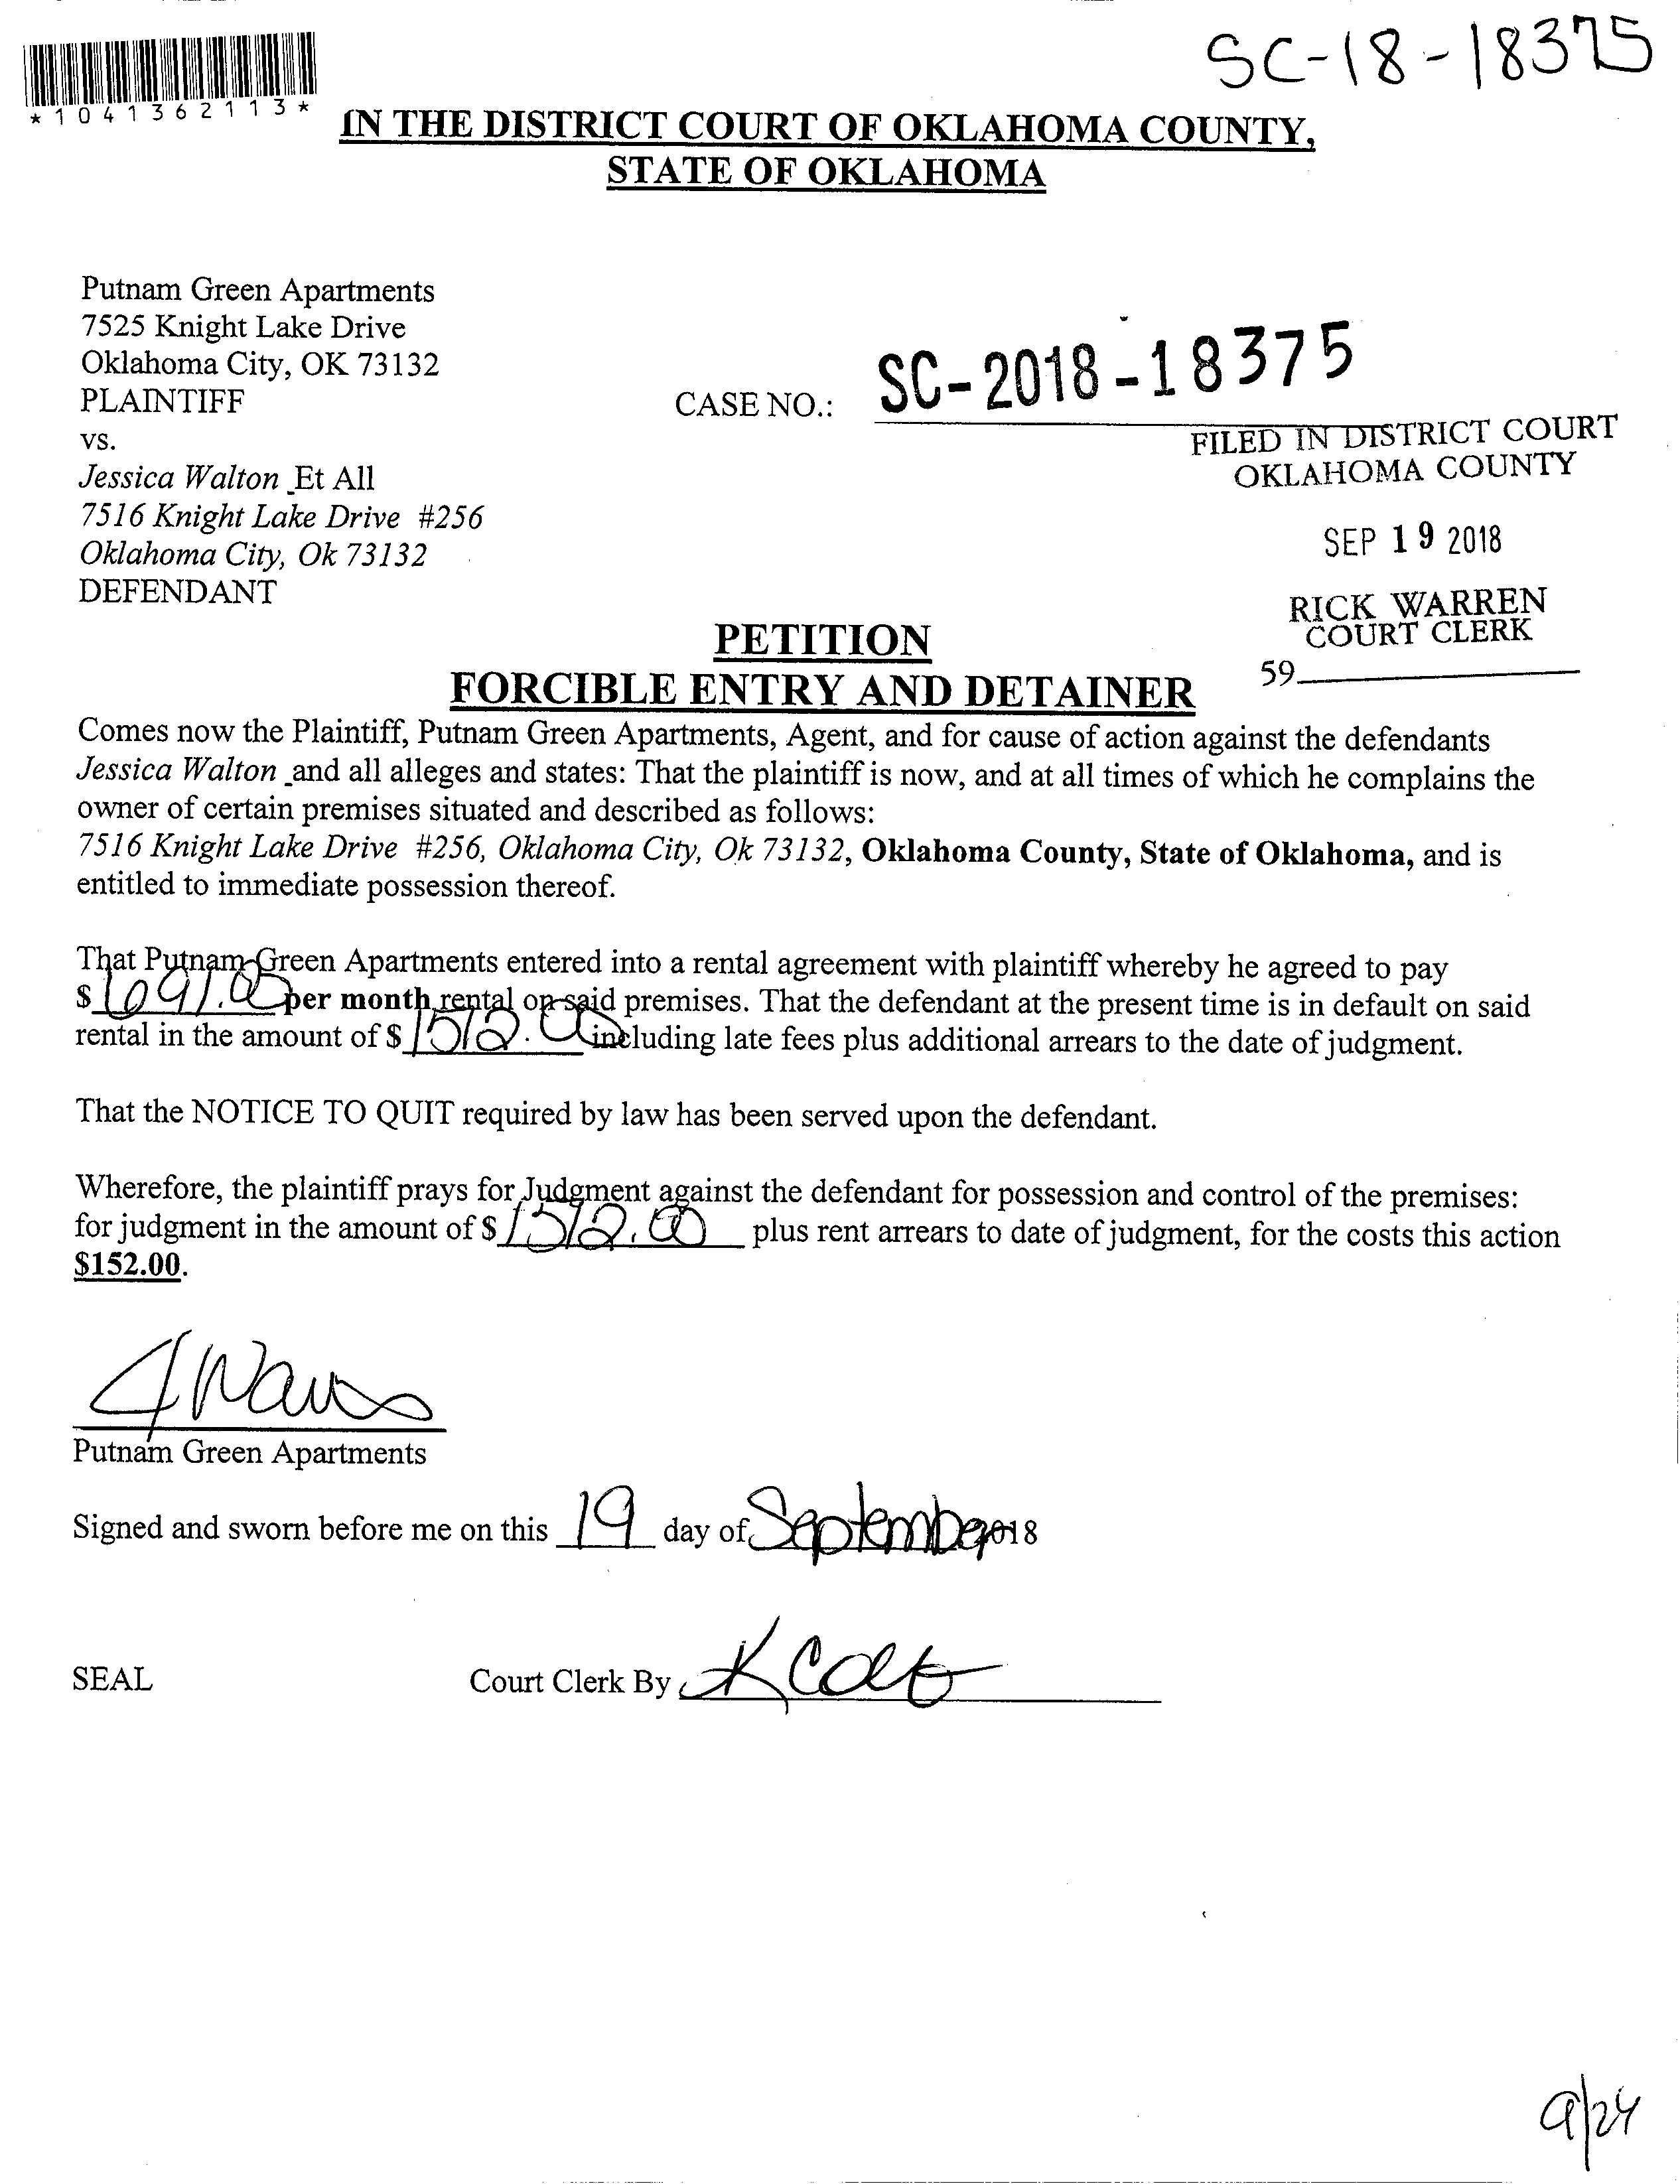 SC-18-18375
*1041362113*
IN THE DISTRICT COURT OF OKLAHOMA COUNTY,
STATE OF OKLAHOMA
Putnam Green Apartments
7525 Knight Lake Drive
Oklahoma City, OK 73132
PLAINTIFF
CASE NO.: SC-2018-18375
vs.
FILED IN DISTRICT COURT
OKLAHOMA COUNTY
Jessica Walton Et All
7516 Knight Lake Drive #256
Oklahoma City, Ok 73132
DEFENDANT
SEP 19 2018
RICK WARREN
COURT CLERK
59
PETITION
FORCIBLE ENTRY AND DETAINER
Comes now the Plaintiff, Putnam Green Apartments, Agent, and for cause of action against the defendants
Jessica Walton and all alleges and states: That the plaintiff is now, and at all times of which he complains the
owner of certain premises situated and described as follows:
7516 Knight Lake Drive #256, Oklahoma City, Ok 73132, Oklahoma County, State of Oklahoma, and is
entitled to immediate possession thereof.
That Putnam Green Apartments entered into a rental agreement with plaintiff whereby he agreed to pay
$ 691.00 per month rental on said premises. That the defendant at the present time is in default on said
rental in the amount of $ including late fees plus additional arrears to the date of judgment.
That the NOTICE TO QUIT required by law has been served upon the defendant.
Wherefore, the plaintiff prays for Judgment against the defendant for possession and control of the premises:
for judgment in the amount of $ plus rent arrears to date of judgment, for the costs this action
$152.00.
Putnam Green Apartments
Signed and sworn before me on this 19 day of September 2018
SEAL
Court Clerk By
9/24